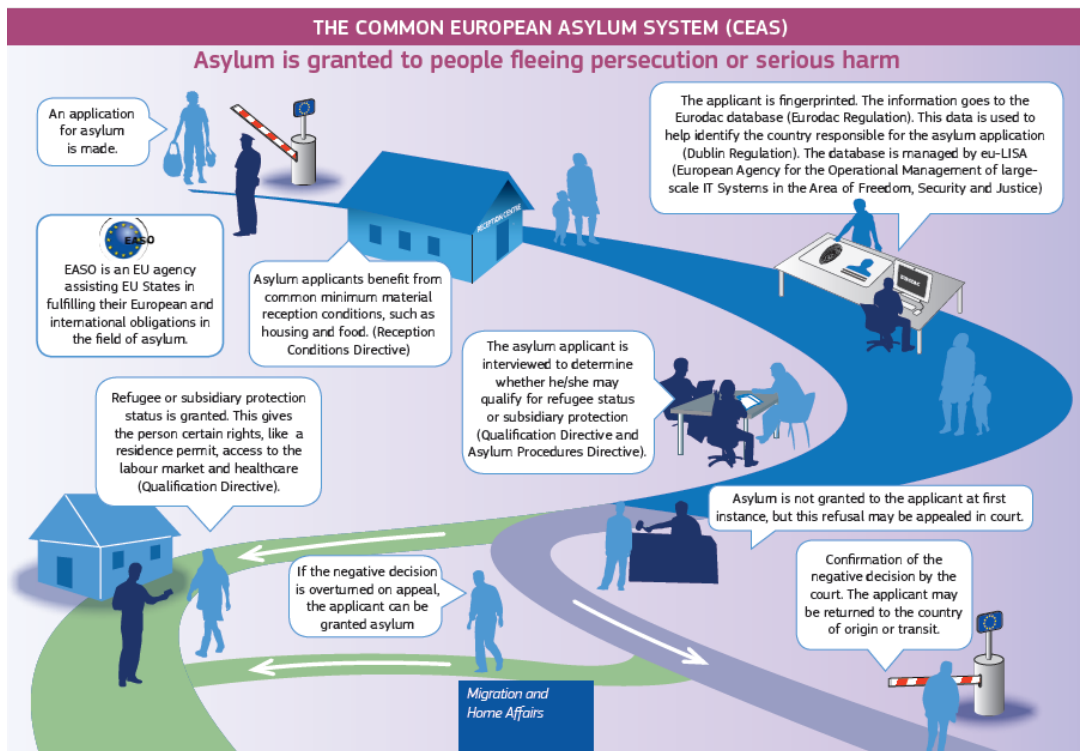 THE COMMON EUROPEAN ASYLUM SYSTEM (CEAS)
Asylum is granted to people fleeing persecution or serious harm
An application
for asylum
is made.
The applicant is fingerprinted. The information goes to the
Eurodac database (Eurodac Regulation). This data is used to
help identify the country responsible for the asylum application
(Dublin Regulation). The database is managed by eu-LISA
(European Agency for the Operational Management of large-
scale IT Systems in the Area of Freedom, Security and Justice)
RECEPTION CENTRE
EASO
EASO is an EU agency
assisting EU States in
fulfilling their European and
international obligations in
the field of asylum.
Asylum applicants benefit from
common minimum material
reception conditions, such as
housing and food. (Reception
Conditions Directive)
EURODAC
The asylum applicant is
interviewed to determine
whether he/she may
qualify for refugee status
or subsidiary protection
(Qualification Directive and
Asylum Procedures Directive).
Refugee or subsidiary protection
status is granted. This gives
the person certain rights, like a
residence permit, access to the
labour market and healthcare
(Qualification Directive).
Asylum is not granted to the applicant at first
instance, but this refusal may be appealed in court.
If the negative decision
is overturned on appeal,
the applicant can be
granted asylum
Confirmation of the
negative decision by the
court. The applicant may
be returned to the country
of origin or transit.
Migration and
Home Affairs